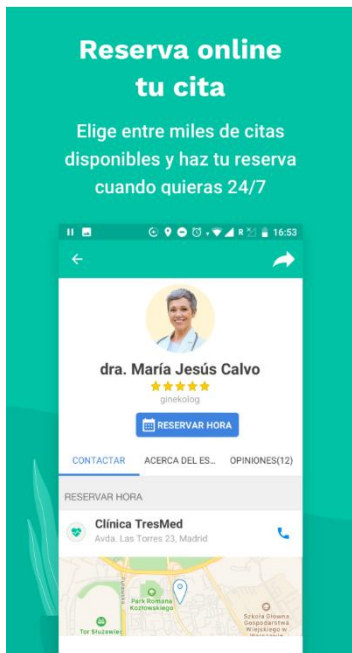 Reserva online
tu cita
Elige entre miles de citas
disponibles y haz tu reserva
cuando quieras 24/7
R
16:53
dra. María Jesús Calvo
ginekolog
RESERVAR HORA
CONTACTAR
ACERCA DEL ES...
OPINIONES(12)
RESERVAR HORA
Clínica TresMed
Avda. Las Torres 23, Madrid
Park Romana
Kozłowskiego
Szkoła Główna
Gospodarstwa
Wiejskiego w
Tor Służewiec